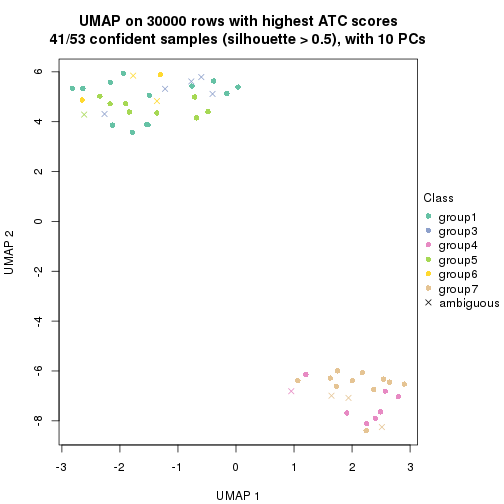 UMAP on 30000 rows with highest ATC scores
41/53 confident samples (silhouette > 0.5), with 10 PCs
6
4
2
0
-2
-4
-6
-8
UMAP 2
-3
-2
-1
0
1
2
3
UMAP 1
Class
group1
group3
group4
group5
group6
group7
ambiguous